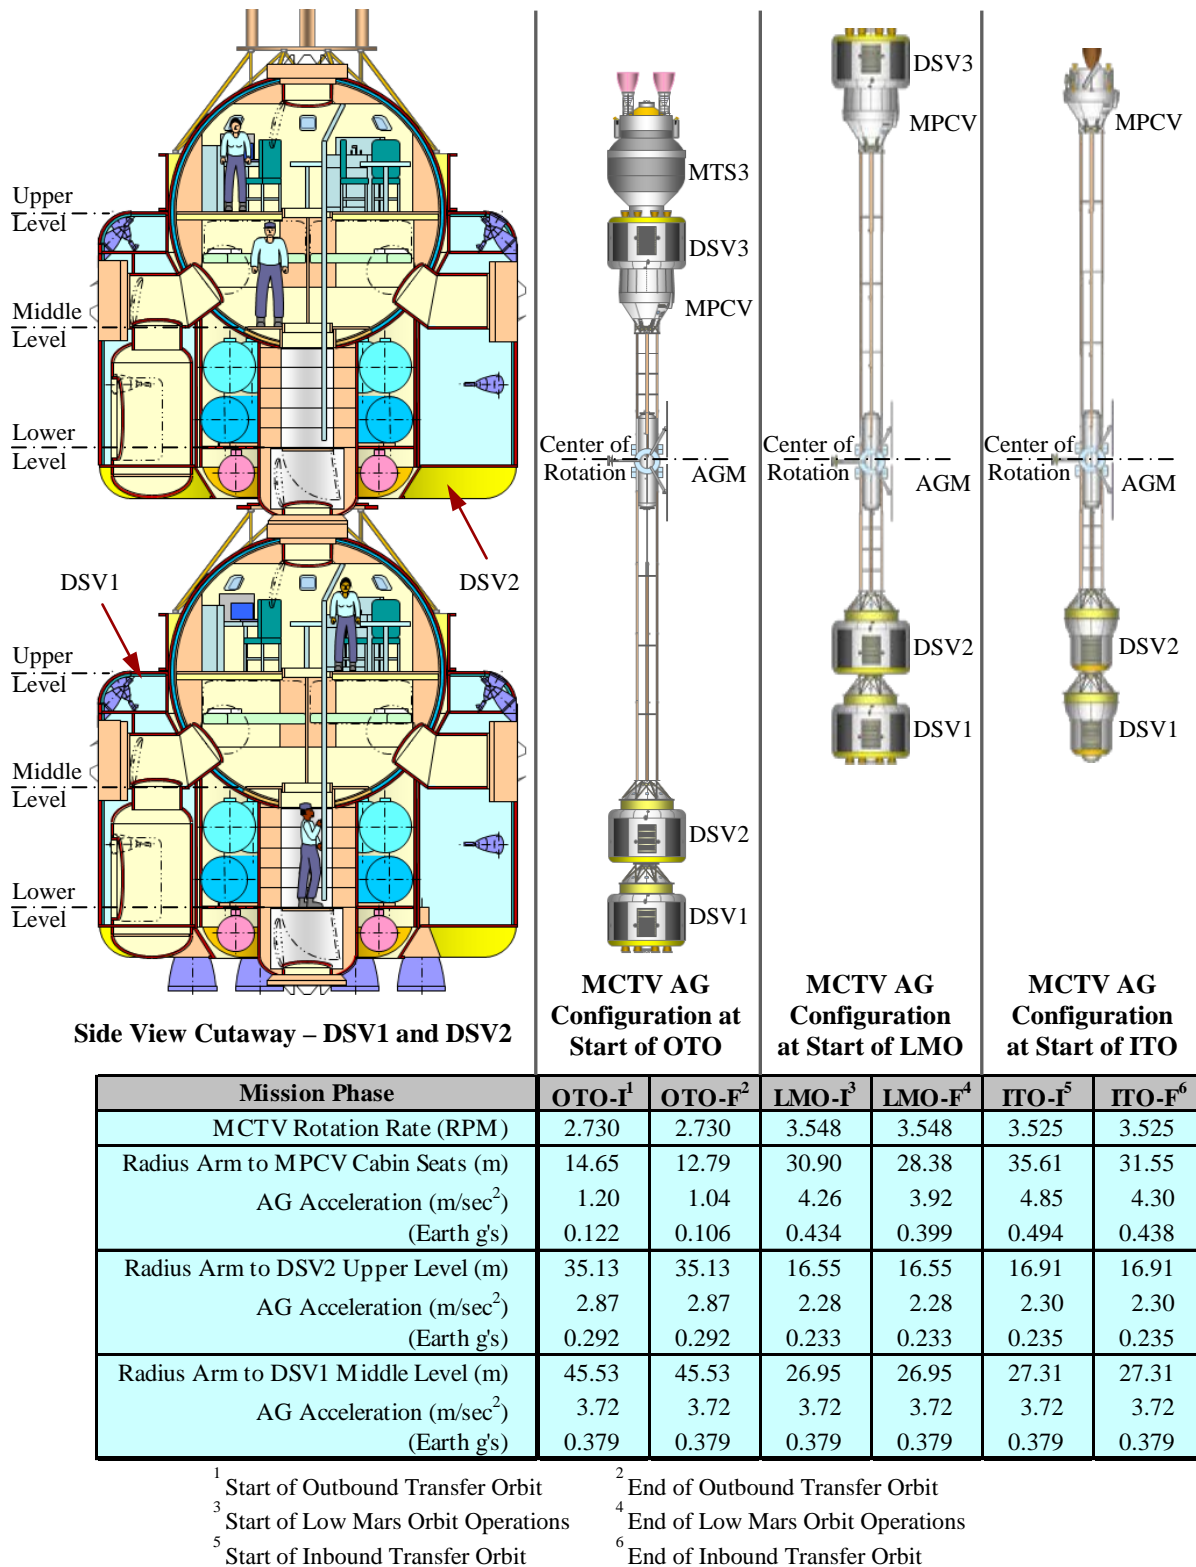 Upper
Level
Middle
Level
Lower
Level
DSV1
DSV2
Upper
Level
Middle
Level
Lower
Level
Side View Cutaway – DSV1 and DSV2
MTS3
DSV3
MPCV
Center of
Rotation
AGM
DSV2
DSV1
MCTV AG
Configuration at
Start of OTO
DSV3
MPCV
Center of
Rotation
AGM
DSV2
DSV1
MCTV AG
Configuration
at Start of LMO
MPCV
Center of
Rotation
AGM
DSV2
DSV1
MCTV AG
Configuration
at Start of ITO
Mission Phase OTO-I¹ OTO-F² LMO-I³ LMO-F⁴ ITO-I⁵ ITO-F⁶
MCTV Rotation Rate (RPM) 2.730 2.730 3.548 3.548 3.525 3.525
Radius Arm to MPCV Cabin Seats (m) 14.65 12.79 30.90 28.38 35.61 31.55
AG Acceleration (m/sec²) 1.20 1.04 4.26 3.92 4.85 4.30
(Earth g's) 0.122 0.106 0.434 0.399 0.494 0.438
Radius Arm to DSV2 Upper Level (m) 35.13 35.13 16.55 16.55 16.91 16.91
AG Acceleration (m/sec²) 2.87 2.87 2.28 2.28 2.30 2.30
(Earth g's) 0.292 0.292 0.233 0.233 0.235 0.235
Radius Arm to DSV1 Middle Level (m) 45.53 45.53 26.95 26.95 27.31 27.31
AG Acceleration (m/sec²) 3.72 3.72 3.72 3.72 3.72 3.72
(Earth g's) 0.379 0.379 0.379 0.379 0.379 0.379
¹ Start of Outbound Transfer Orbit ² End of Outbound Transfer Orbit
³ Start of Low Mars Orbit Operations ⁴ End of Low Mars Orbit Operations
⁵ Start of Inbound Transfer Orbit ⁶ End of Inbound Transfer Orbit